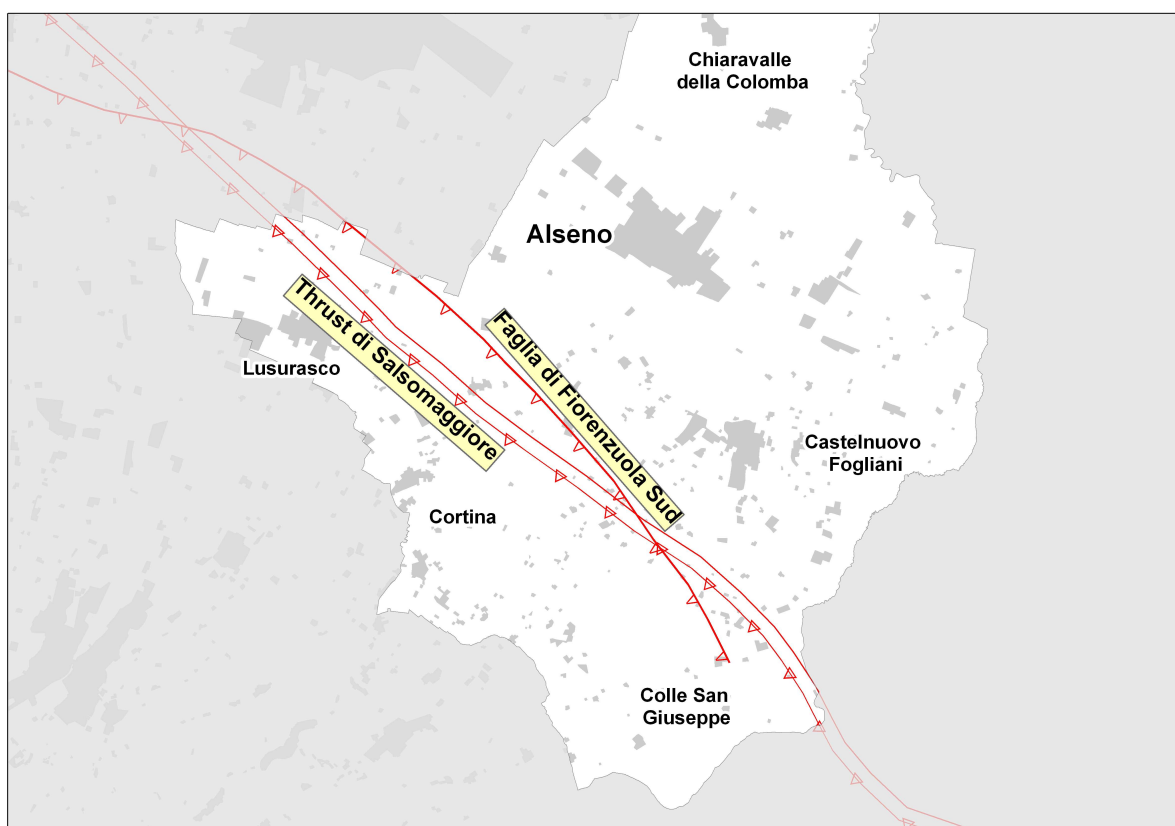 Chiaravalle
della Colomba
Alseno
Thrust di Salsomaggiore
Faglia di Fiorenzuola Sud
Lusurasco
Castelnuovo
Fogliani
Cortina
Colle San
Giuseppe